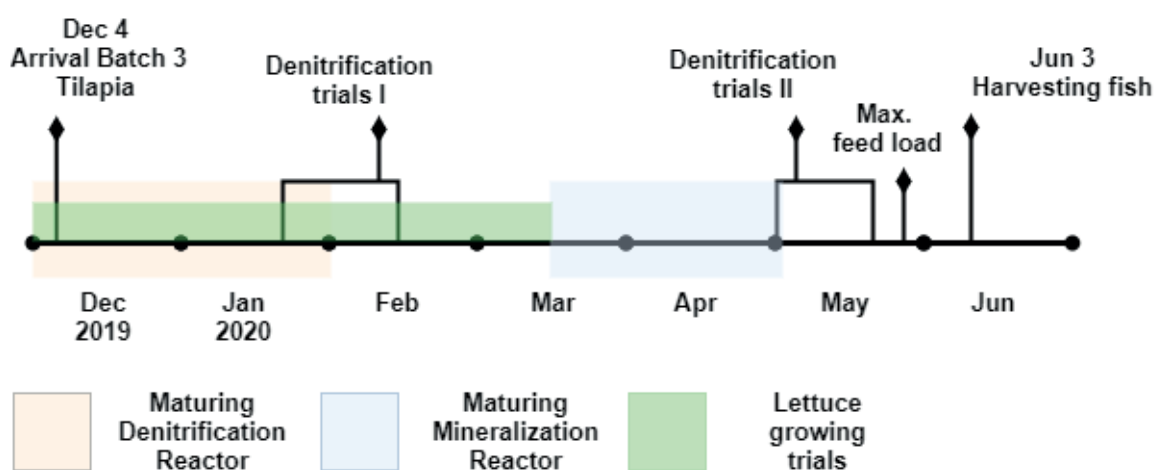 Dec 4
Arrival Batch 3
Tilapia
Denitrification
trials I
Denitrification
trials II
Max.
feed load
Jun 3
Harvesting fish
Dec
2019
Jan
2020
Feb
Mar
Apr
May
Jun
Maturing
Denitrification
Reactor
Maturing
Mineralization
Reactor
Lettuce
growing
trials